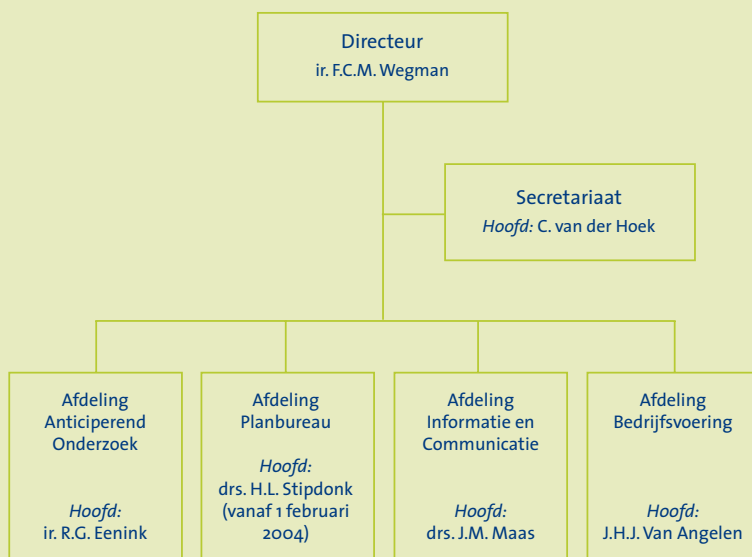 Directeur
ir. F.C.M. Wegman
Secretariaat
Hoofd: C. van der Hoek
Afdeling
Anticiperend
Onderzoek
Hoofd:
ir. R.G. Eenink
Afdeling
Planbureau
Hoofd:
drs. H.L. Stipdonk
(vanaf 1 februari
2004)
Afdeling
Informatie en
Communicatie
Hoofd:
drs. J.M. Maas
Afdeling
Bedrijfsvoering
Hoofd:
J.H.J. Van Angelen